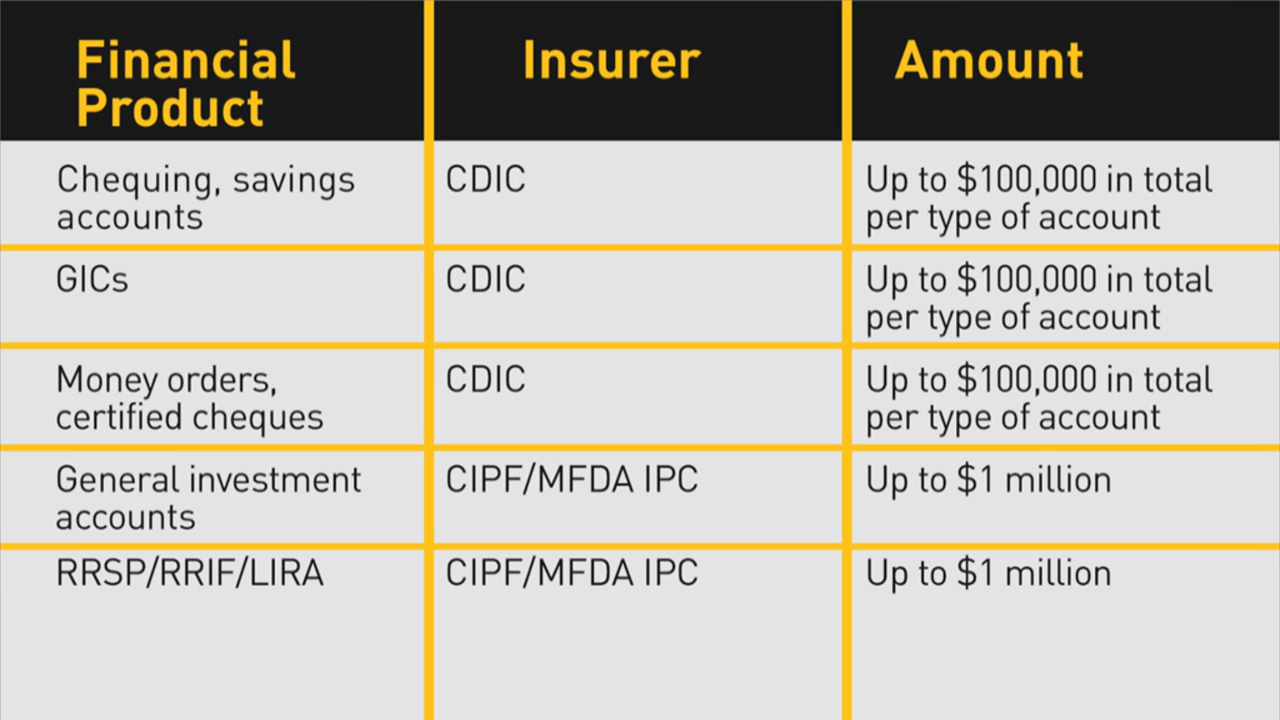 Financial
Product
Insurer
Amount
Chequing, savings
accounts
CDIC
Up to $100,000 in total
per type of account
GICs
CDIC
Up to $100,000 in total
per type of account
Money orders,
certified cheques
CDIC
Up to $100,000 in total
per type of account
General investment
accounts
CIPF/MFDA IPC
Up to $1 million
RRSP/RRIF/LIRA
CIPF/MFDA IPC
Up to $1 million